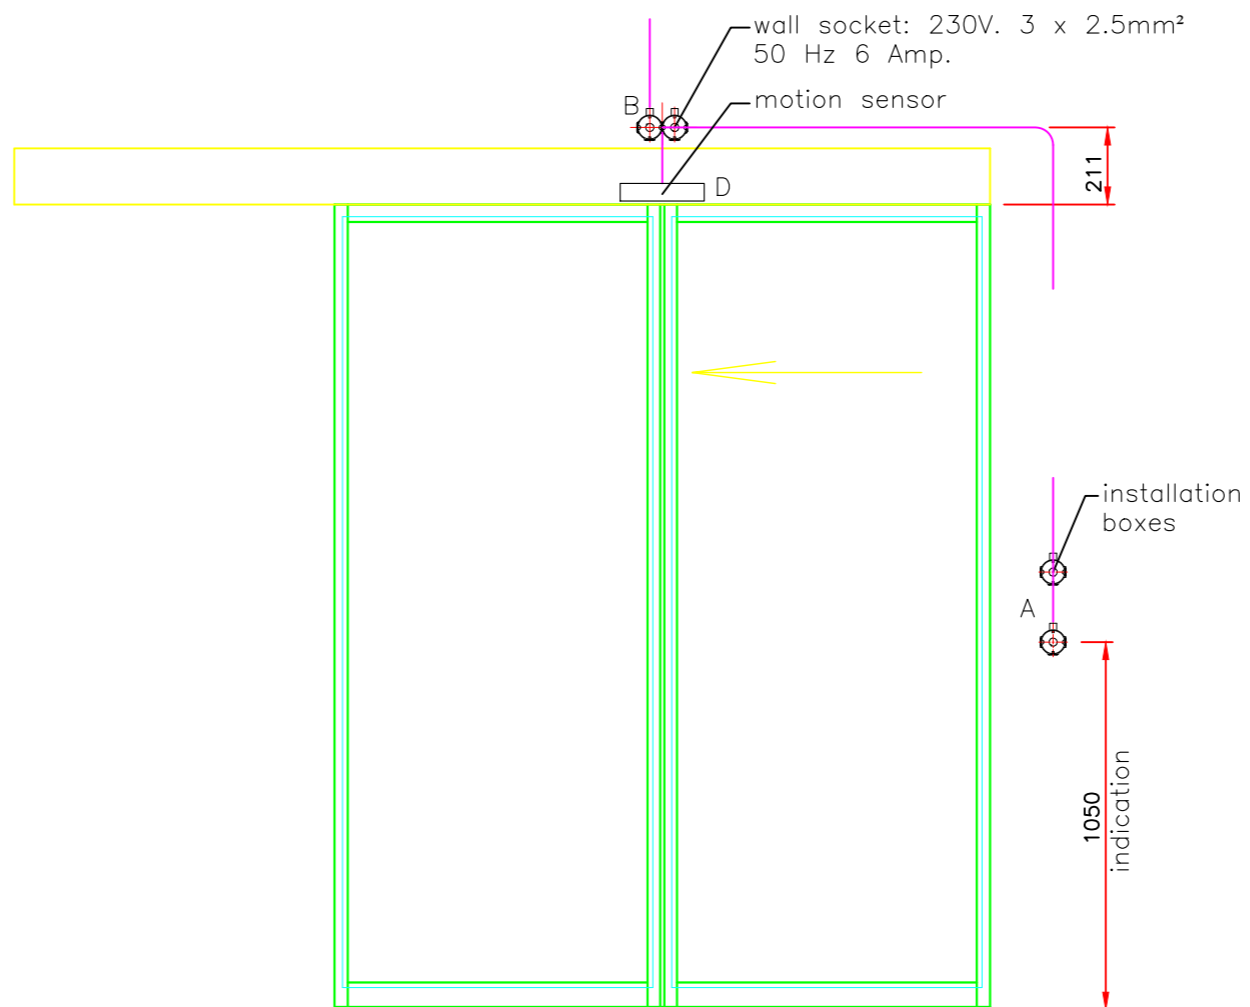 wall socket: 230V. 3 x 2.5mm²
50 Hz 6 Amp.
B
motion sensor
D
211
installation
boxes
A
1050
indication